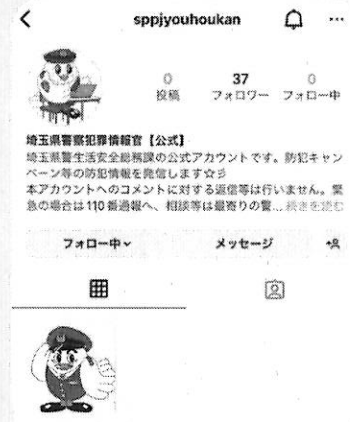 sppjyouhoukan
0 37 0
投稿 フォロワー フォロー中
埼玉県警察犯罪情報官【公式】
埼玉県警生活安全総務課の公式アカウントです。防犯キャン
ペーン等の防犯情報を発信します☆彡
本アカウントへのコメントに対する返信等は行いません。緊
急の場合は110番通報へ、相談等は最寄りの警... 続きを読む
フォロー中 メッセージ